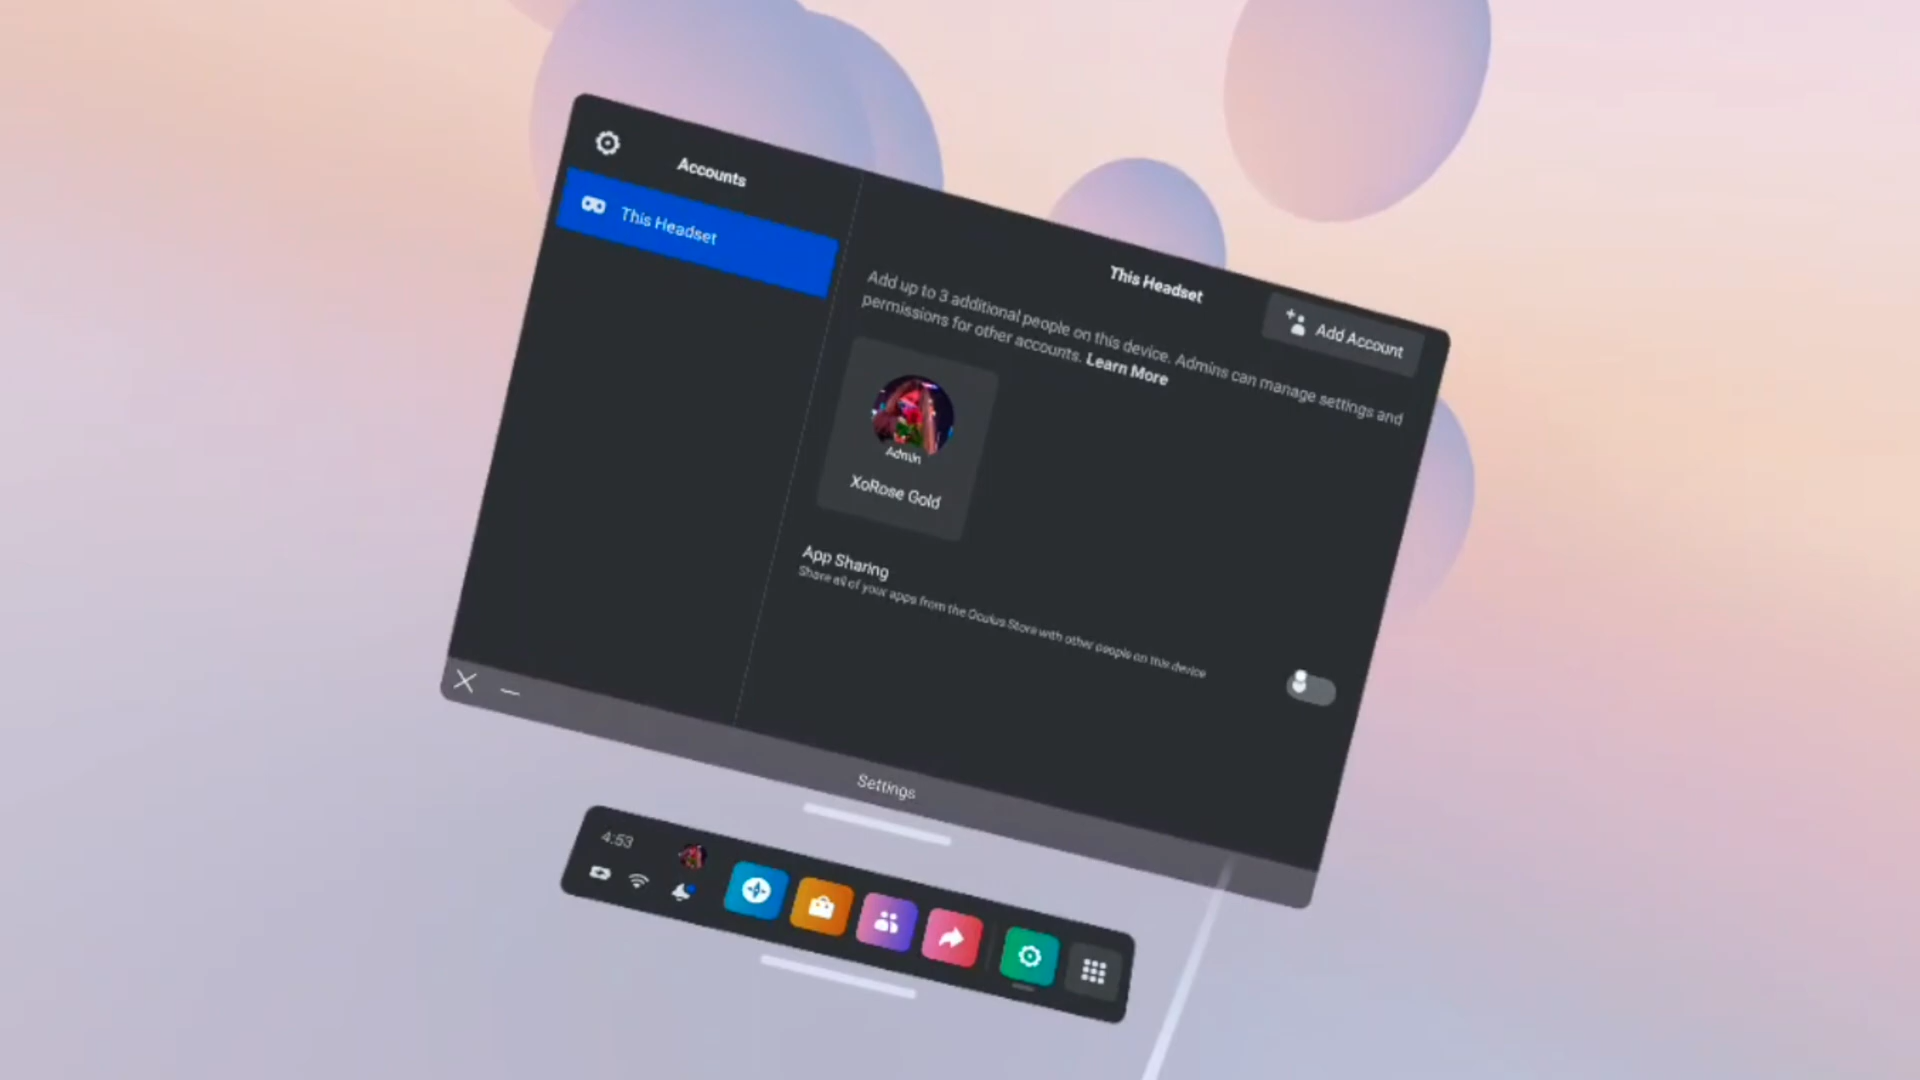 Accounts
This Headset
This Headset
Add Account
Add up to 3 additional people on this device. Admins can manage settings and
permissions for other accounts. Learn More
Admin
XoRose Gold
App Sharing
Share all of your apps from the Oculus Store with other people on this device
Settings
4:53